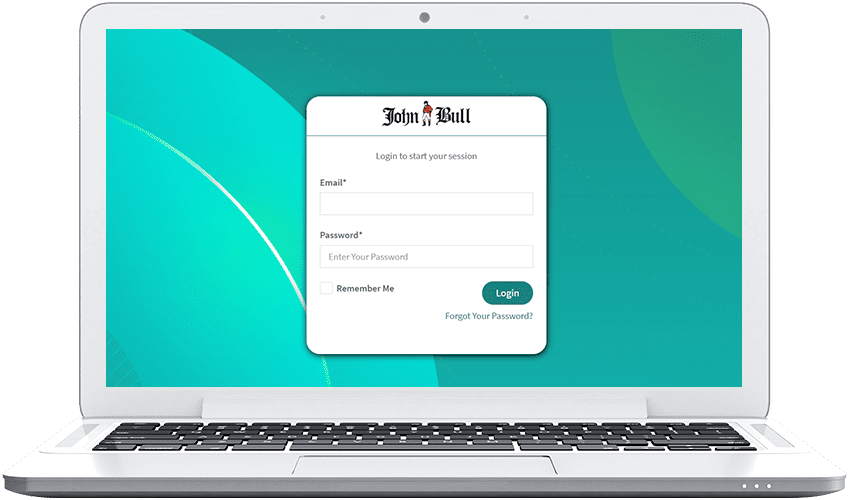 John Bull
Login to start your session
Email*
Password*
Enter Your Password
Remember Me
Login
Forgot Your Password?